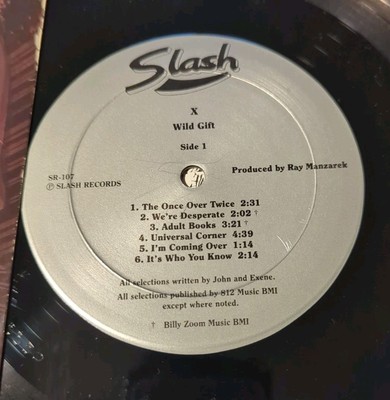 Slash
X
Wild Gift
Side 1
SR-107
Ⓟ SLASH RECORDS
Produced by Ray Manzarek
1. The Once Over Twice 2:31
2. We're Desperate 2:02 †
3. Adult Books 3:21 †
4. Universal Corner 4:39
5. I'm Coming Over 1:14
6. It's Who You Know 2:14
All selections written by John and Exene.
All selections published by 812 Music BMI
except where noted.
† Billy Zoom Music BMI